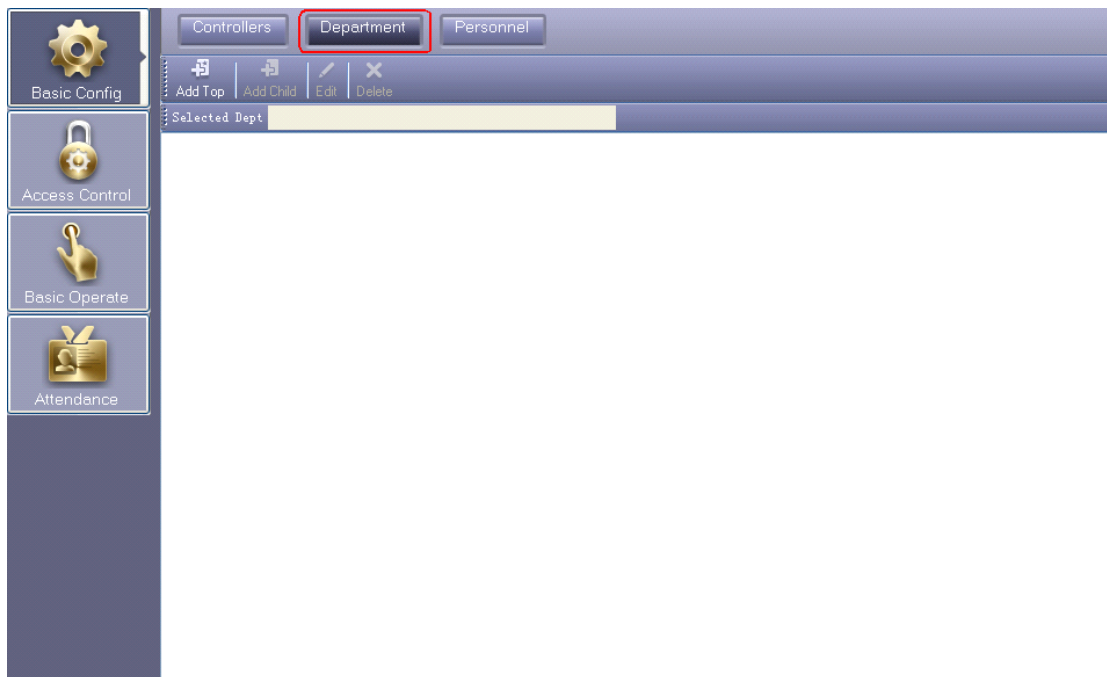 Controllers Department Personnel
Add Top Add Child Edit Delete
Selected Dept
Basic Config
Access Control
Basic Operate
Attendance